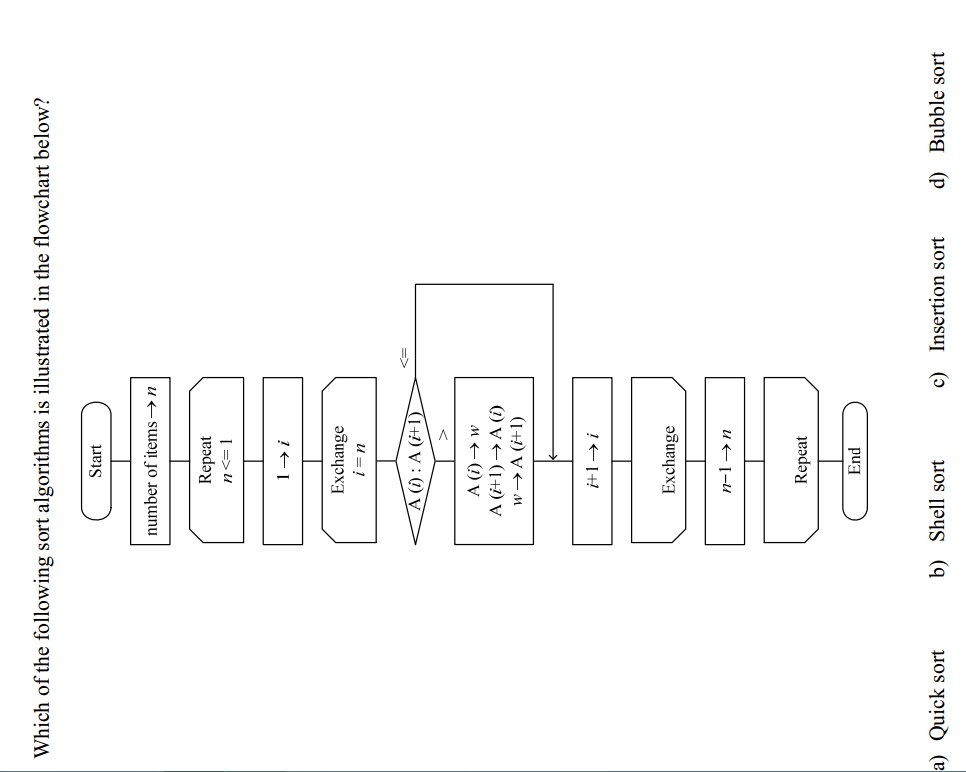 Which of the following sort algorithms is illustrated in the flowchart below?
Start
number of items → n
Repeat
n <= 1
1 → i
Exchange
i = n
A (i) : A (i+1)
<=
>
A (i) → w
A (i+1) → A (i)
w → A (i+1)
i+1 → i
Exchange
n−1 → n
Repeat
End
a) Quick sort b) Shell sort c) Insertion sort d) Bubble sort